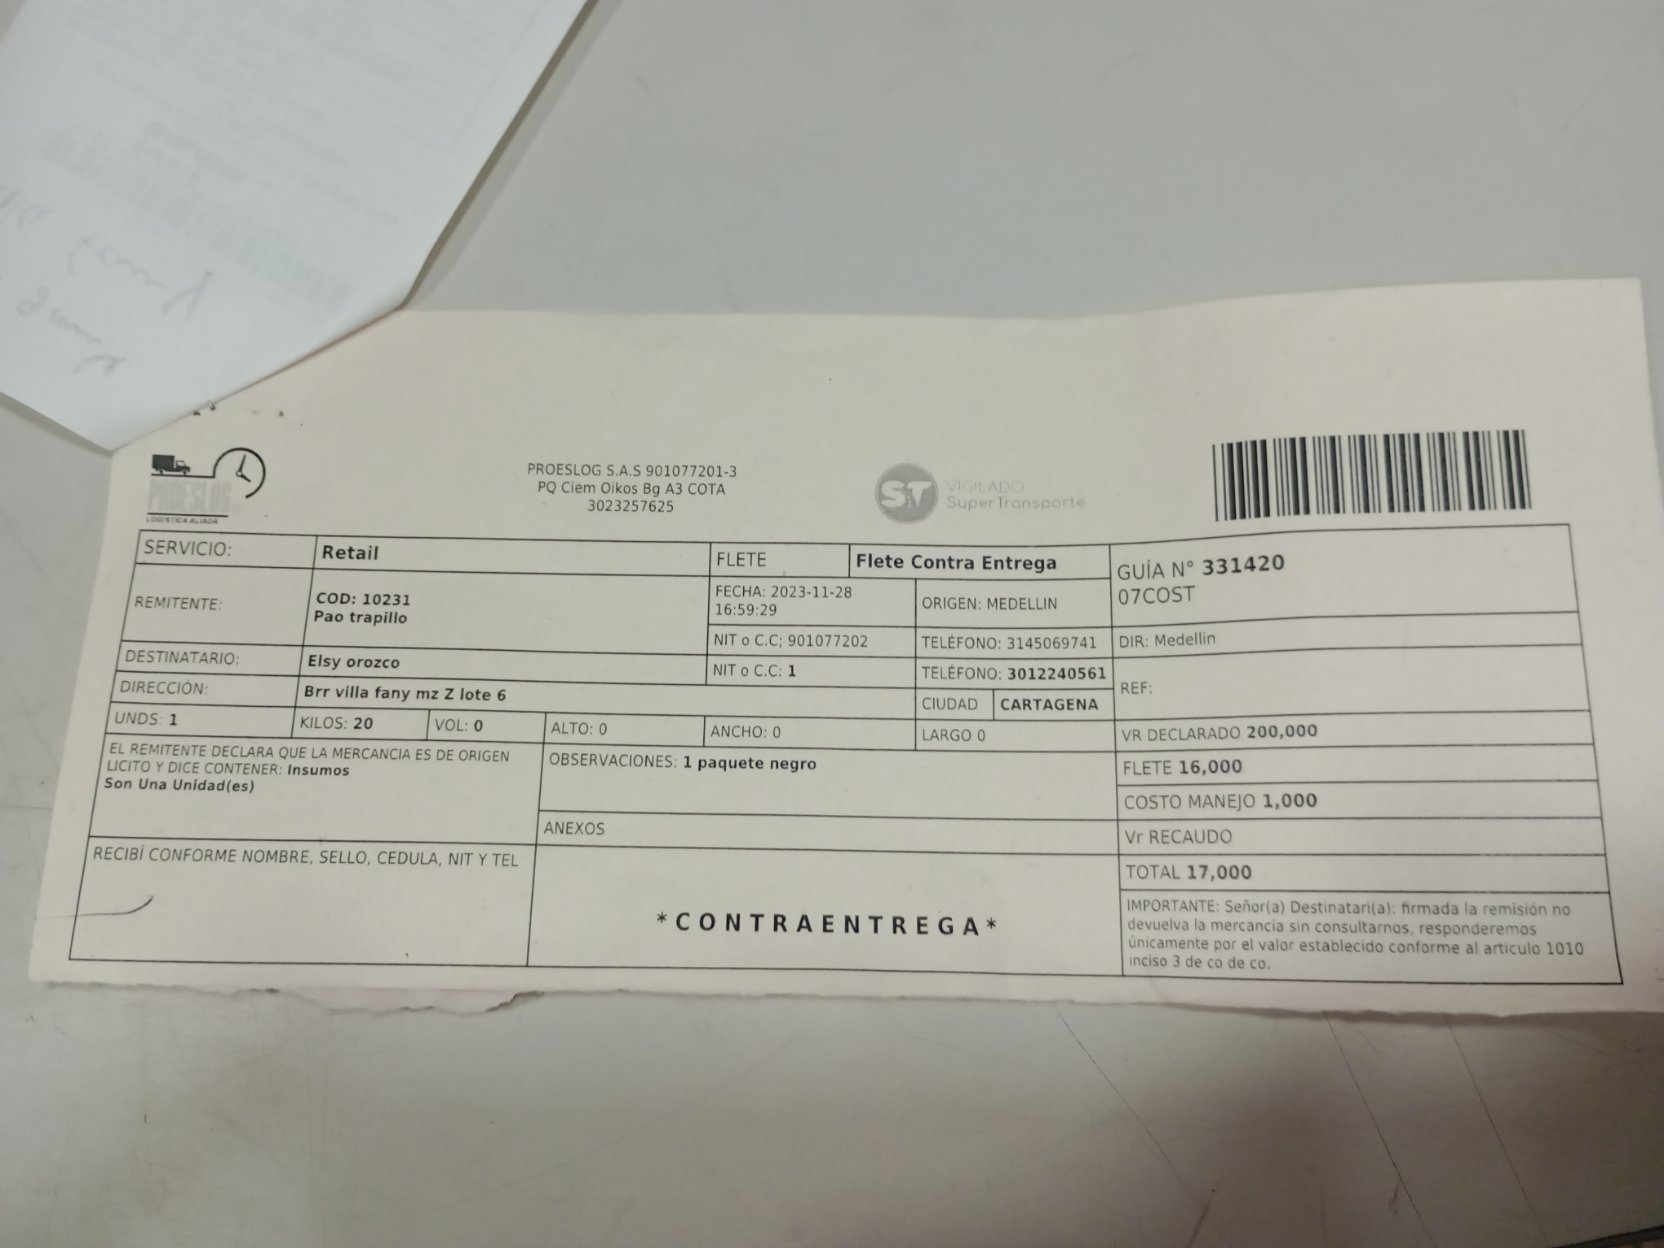 PROESLOG
LOGISTICA ALIADA
PROESLOG S.A.S 901077201-3
PQ Ciem Oikos Bg A3 COTA
3023257625
ST
VIGILADO
SuperTransporte
SERVICIO: Retail
FLETE Flete Contra Entrega
GUÍA N° 331420
07COST
REMITENTE:
COD: 10231
Pao trapillo
FECHA: 2023-11-28
16:59:29
ORIGEN: MEDELLIN
NIT o C.C; 901077202
TELÉFONO: 3145069741
DIR: Medellin
DESTINATARIO: Elsy orozco
NIT o C.C: 1
TELÉFONO: 3012240561
REF:
DIRECCIÓN: Brr villa fany mz Z lote 6
CIUDAD CARTAGENA
UNDS: 1
KILOS: 20
VOL: 0
ALTO: 0
ANCHO: 0
LARGO 0
VR DECLARADO 200,000
EL REMITENTE DECLARA QUE LA MERCANCIA ES DE ORIGEN
LICITO Y DICE CONTENER: Insumos
Son Una Unidad(es)
OBSERVACIONES: 1 paquete negro
FLETE 16,000
COSTO MANEJO 1,000
ANEXOS
Vr RECAUDO
RECIBÍ CONFORME NOMBRE, SELLO, CEDULA, NIT Y TEL
TOTAL 17,000
*CONTRAENTREGA*
IMPORTANTE: Señor(a) Destinatari(a): firmada la remisión no
devuelva la mercancía sin consultarnos, responderemos
únicamente por el valor establecido conforme al articulo 1010
inciso 3 de co de co.